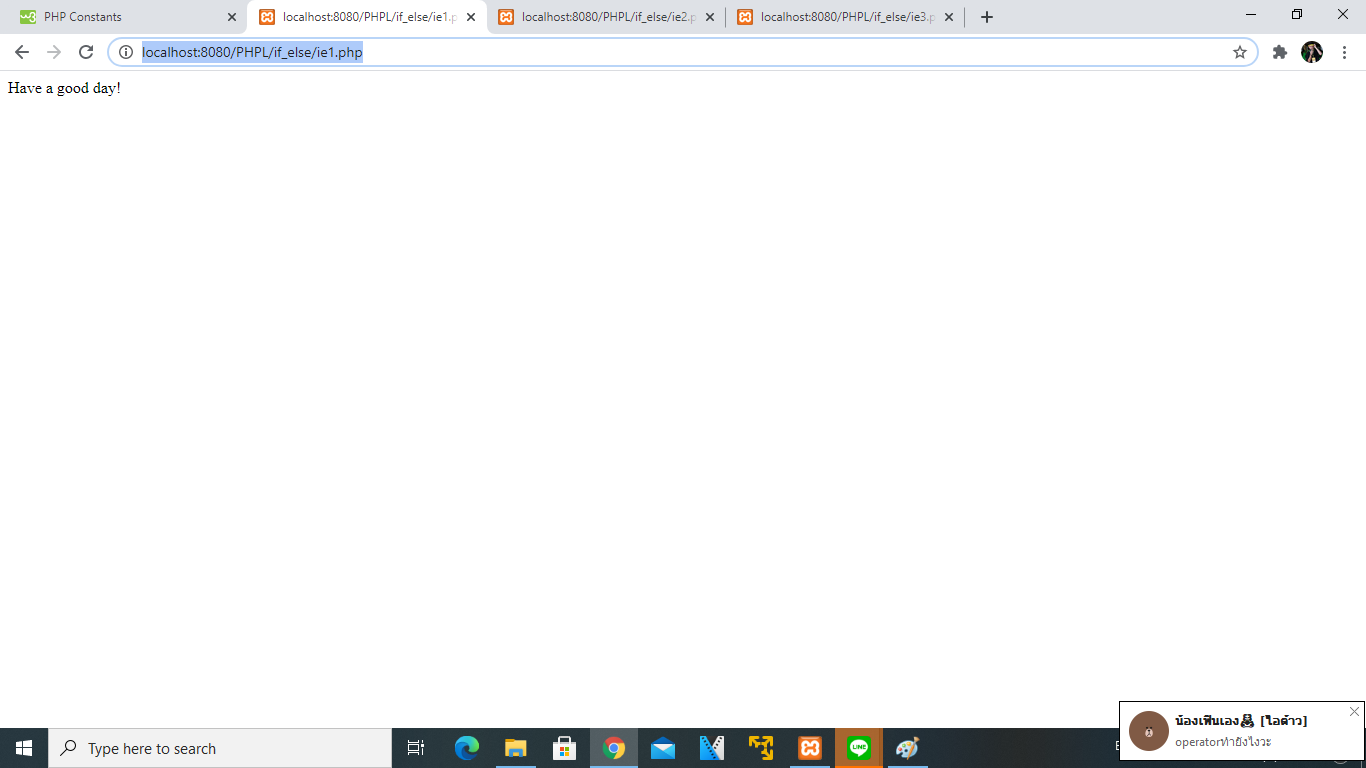 PHP Constants
localhost:8080/PHPL/if_else/ie1.p
localhost:8080/PHPL/if_else/ie2.p
localhost:8080/PHPL/if_else/ie3.p
localhost:8080/PHPL/if_else/ie1.php
Have a good day!
น้องเฟินเอง [ไอด้าว]
operatorทำยังไงวะ
Type here to search
LINE